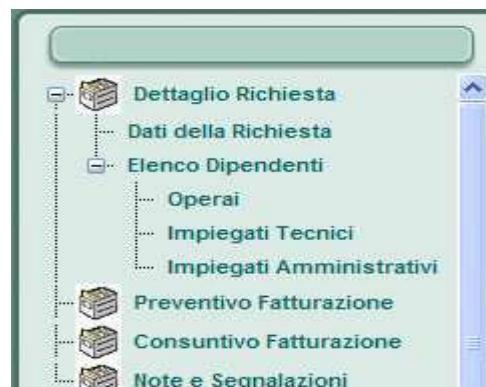 Dettaglio Richiesta
Dati della Richiesta
Elenco Dipendenti
Operai
Impiegati Tecnici
Impiegati Amministrativi
Preventivo Fatturazione
Consuntivo Fatturazione
Note e Segnalazioni